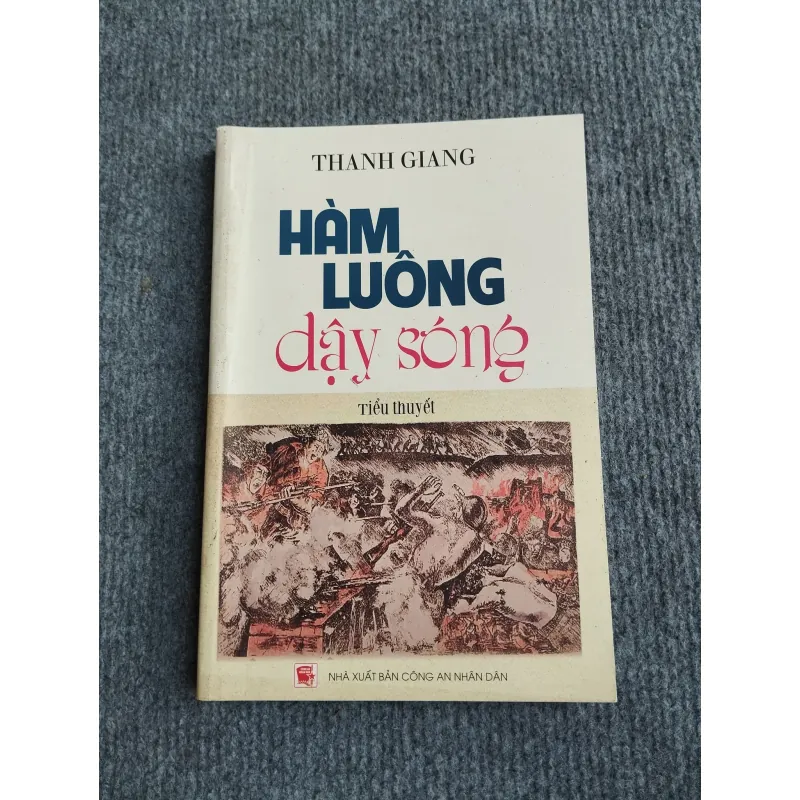 THANH GIANG
HÀM
LUÔNG
dậy sóng
Tiểu thuyết
NHÀ XUẤT BẢN CÔNG AN NHÂN DÂN